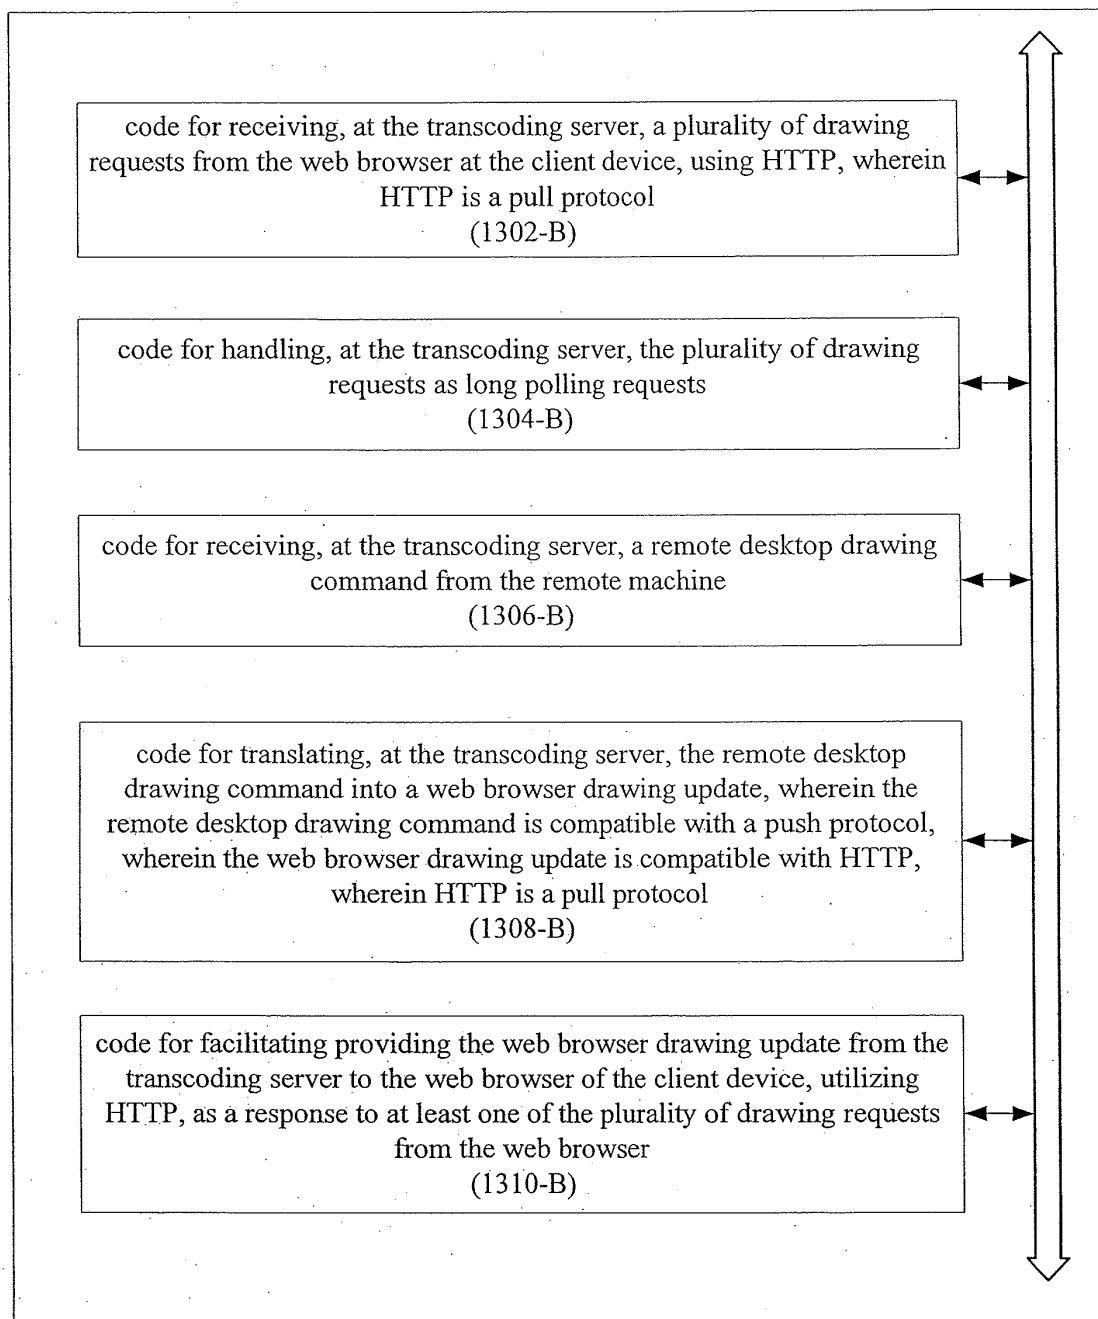 code for receiving, at the transcoding server, a plurality of drawing
requests from the web browser at the client device, using HTTP, wherein
HTTP is a pull protocol
(1302-B)
code for handling, at the transcoding server, the plurality of drawing
requests as long polling requests
(1304-B)
code for receiving, at the transcoding server, a remote desktop drawing
command from the remote machine
(1306-B)
code for translating, at the transcoding server, the remote desktop
drawing command into a web browser drawing update, wherein the
remote desktop drawing command is compatible with a push protocol,
wherein the web browser drawing update is compatible with HTTP,
wherein HTTP is a pull protocol
(1308-B)
code for facilitating providing the web browser drawing update from the
transcoding server to the web browser of the client device, utilizing
HTTP, as a response to at least one of the plurality of drawing requests
from the web browser
(1310-B)